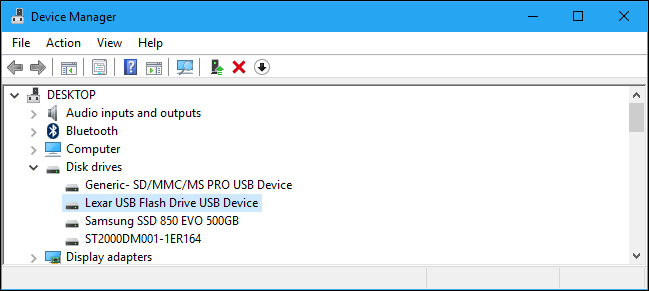 Device Manager
File Action View Help
DESKTOP
Audio inputs and outputs
Bluetooth
Computer
Disk drives
Generic- SD/MMC/MS PRO USB Device
Lexar USB Flash Drive USB Device
Samsung SSD 850 EVO 500GB
ST2000DM001-1ER164
Display adapters